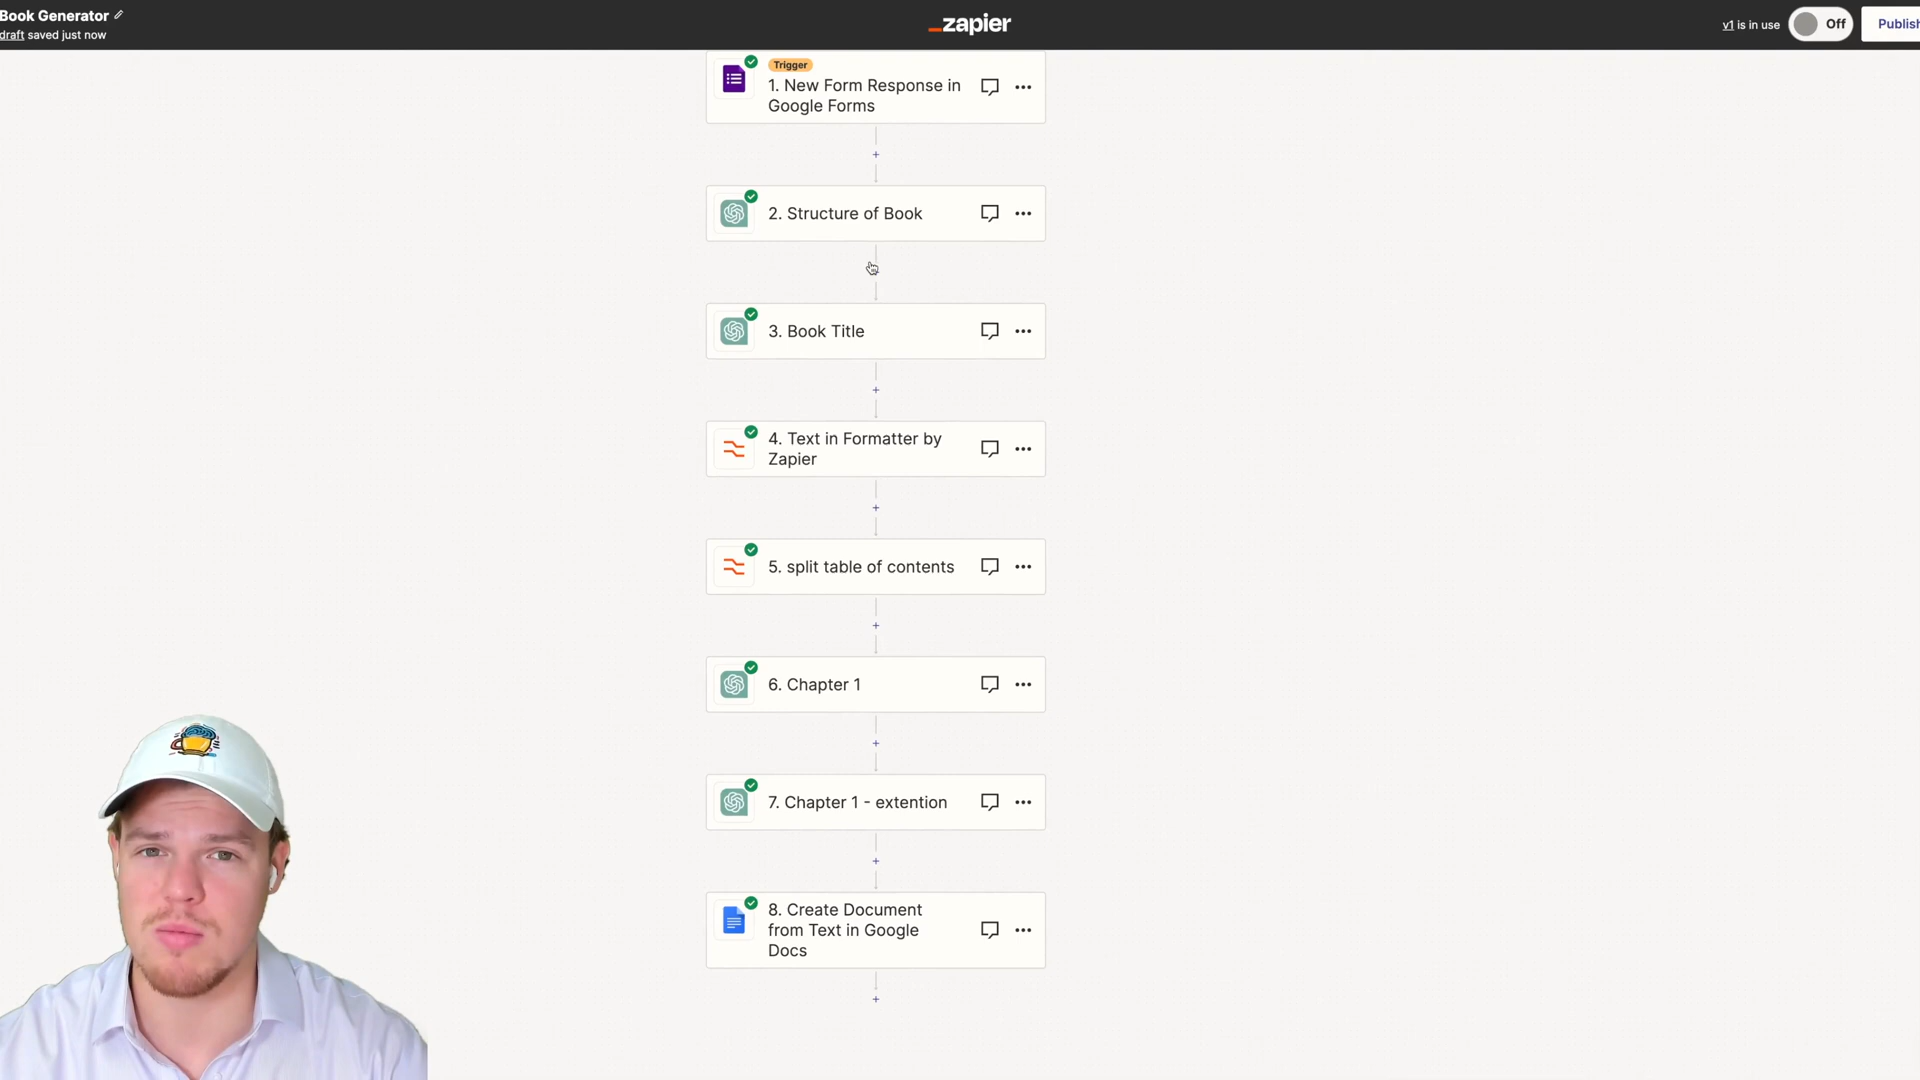 Book Generator
draft saved just now
zapier
v1 is in use
Off
Publish
Trigger
1. New Form Response in
Google Forms
2. Structure of Book
3. Book Title
4. Text in Formatter by
Zapier
5. split table of contents
6. Chapter 1
7. Chapter 1 - extention
8. Create Document
from Text in Google
Docs